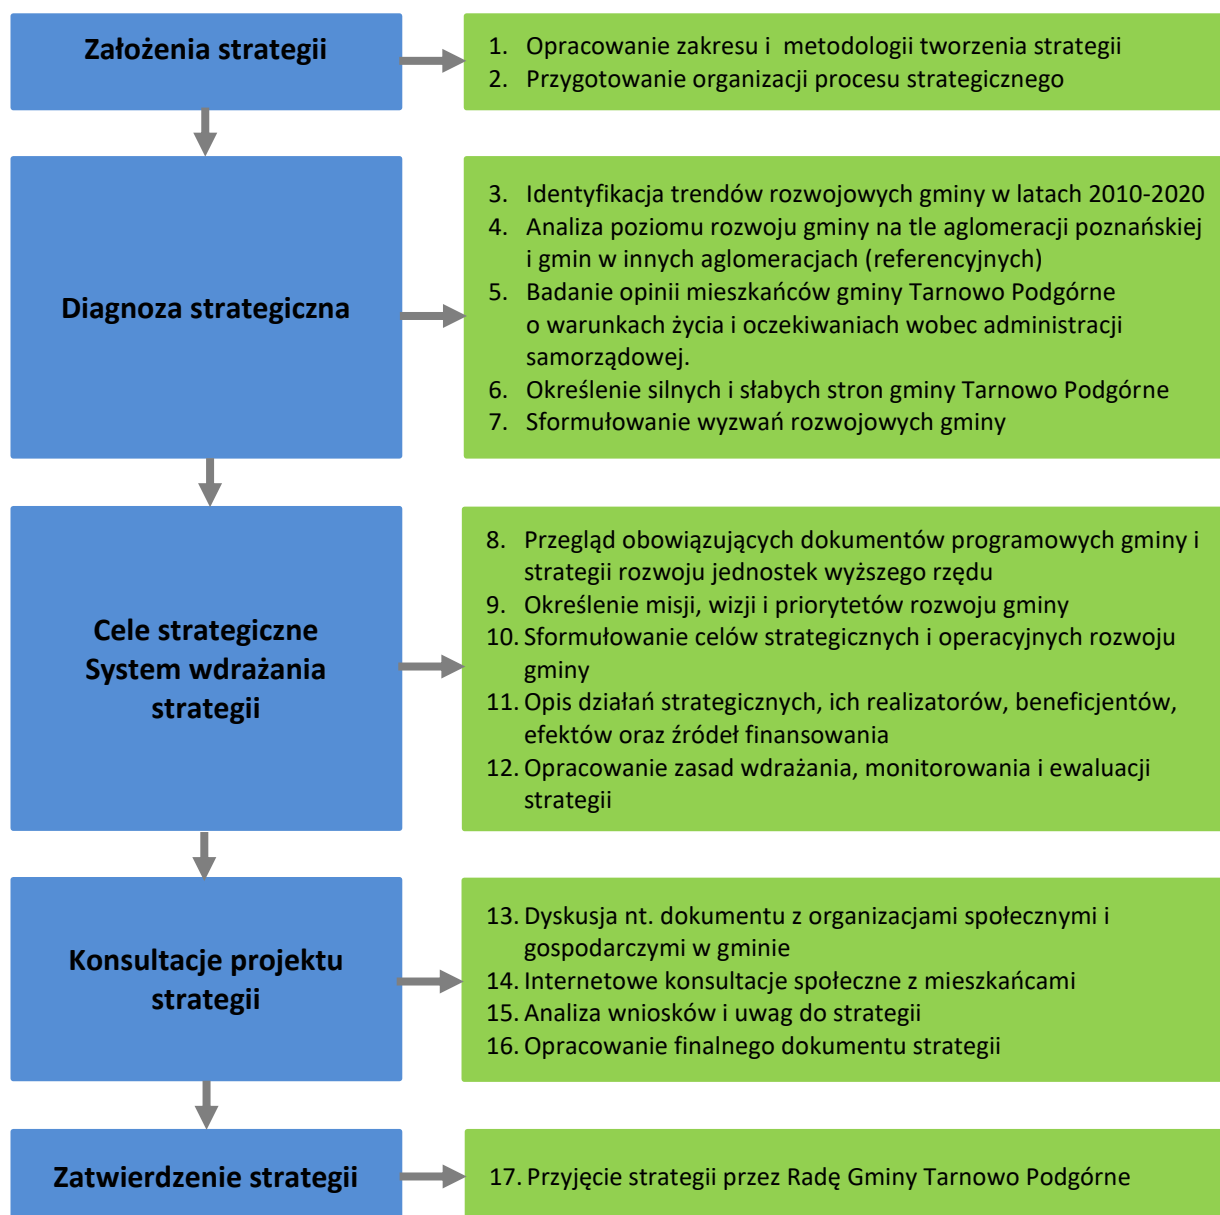 Założenia strategii
1. Opracowanie zakresu i metodologii tworzenia strategii
2. Przygotowanie organizacji procesu strategicznego
Diagnoza strategiczna
3. Identyfikacja trendów rozwojowych gminy w latach 2010-2020
4. Analiza poziomu rozwoju gminy na tle aglomeracji poznańskiej
i gmin w innych aglomeracjach (referencyjnych)
5. Badanie opinii mieszkańców gminy Tarnowo Podgórne
o warunkach życia i oczekiwaniach wobec administracji
samorządowej.
6. Określenie silnych i słabych stron gminy Tarnowo Podgórne
7. Sformułowanie wyzwań rozwojowych gminy
Cele strategiczne
System wdrażania
strategii
8. Przegląd obowiązujących dokumentów programowych gminy i
strategii rozwoju jednostek wyższego rzędu
9. Określenie misji, wizji i priorytetów rozwoju gminy
10. Sformułowanie celów strategicznych i operacyjnych rozwoju
gminy
11. Opis działań strategicznych, ich realizatorów, beneficjentów,
efektów oraz źródeł finansowania
12. Opracowanie zasad wdrażania, monitorowania i ewaluacji
strategii
Konsultacje projektu
strategii
13. Dyskusja nt. dokumentu z organizacjami społecznymi i
gospodarczymi w gminie
14. Internetowe konsultacje społeczne z mieszkańcami
15. Analiza wniosków i uwag do strategii
16. Opracowanie finalnego dokumentu strategii
Zatwierdzenie strategii
17. Przyjęcie strategii przez Radę Gminy Tarnowo Podgórne